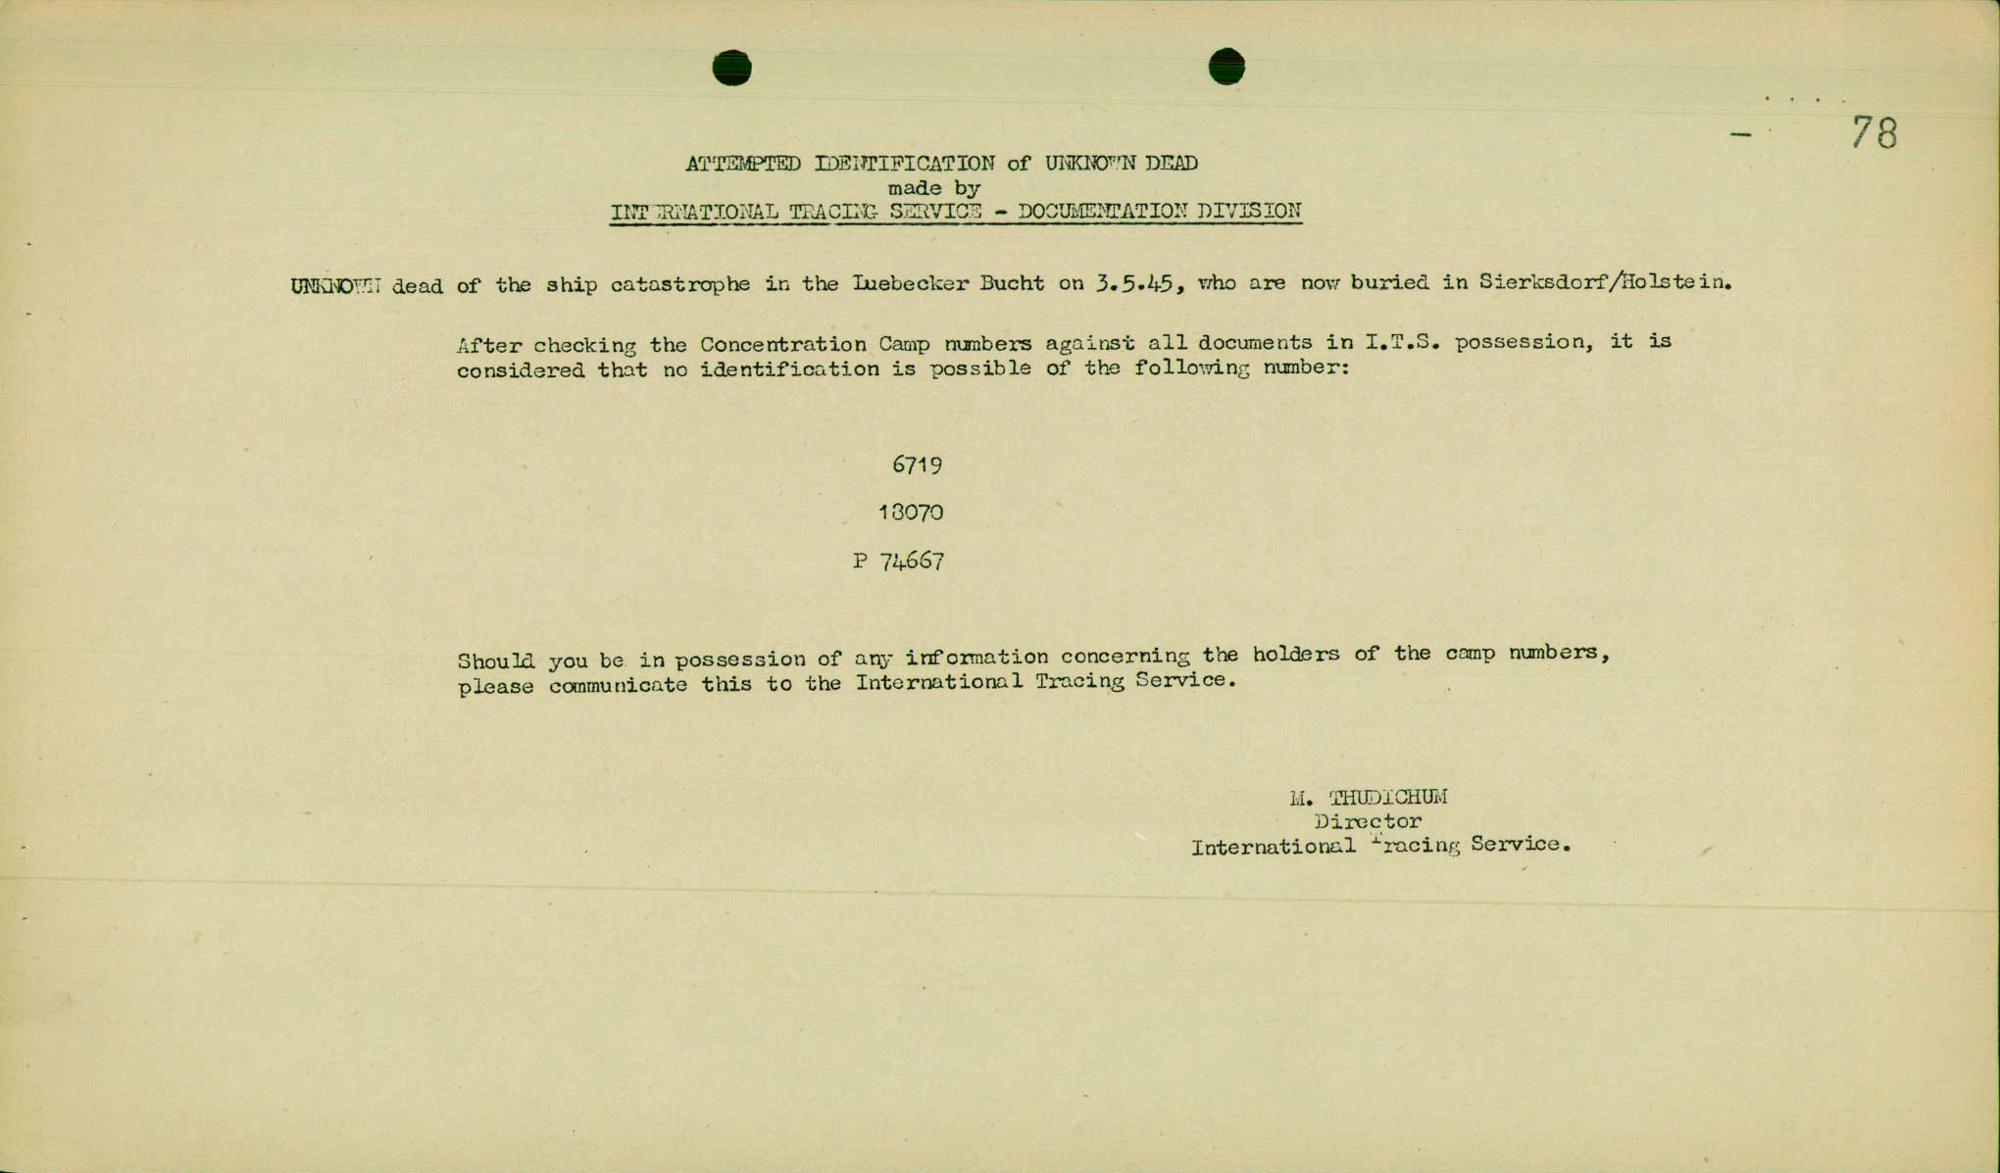 - 78
ATTEMPTED IDENTIFICATION of UNKNOWN DEAD
made by
INTERNATIONAL TRACING SERVICE - DOCUMENTATION DIVISION
UNKNOWN dead of the ship catastrophe in the Luebecker Bucht on 3.5.45, who are now buried in Sierksdorf/Holstein.
After checking the Concentration Camp numbers against all documents in I.T.S. possession, it is
considered that no identification is possible of the following number:
6719
P 74667
Should you be in possession of any information concerning the holders of the camp numbers,
please communicate this to the International Tracing Service.
M. THUDICHUM
Director
International Tracing Service.